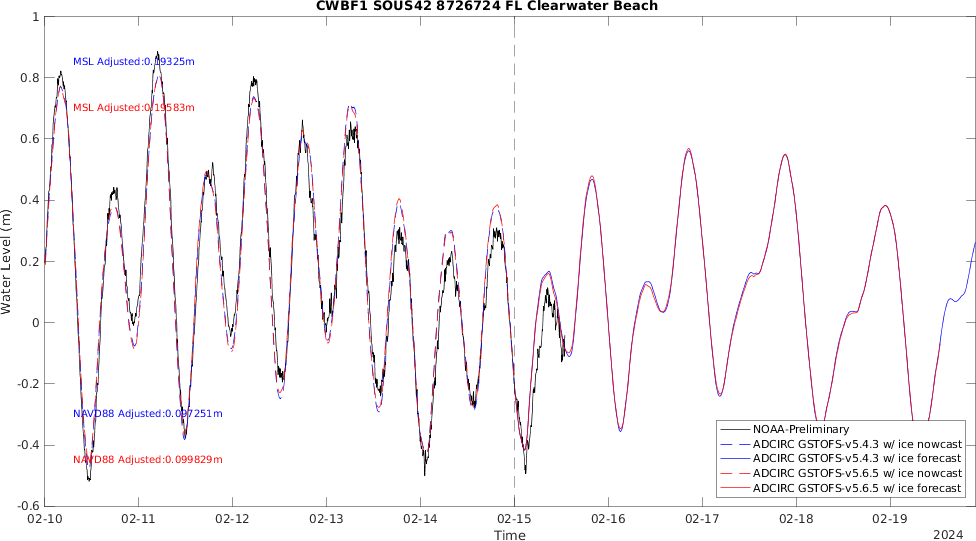 CWBF1 SOUS42 8726724 FL Clearwater Beach
1
0.8
0.6
0.4
0.2
0
-0.2
-0.4
-0.6
Water Level (m)
MSL Adjusted:0.19325m
MSL Adjusted:0.19583m
NAVD88 Adjusted:0.097251m
NAVD88 Adjusted:0.099829m
NOAA-Preliminary
ADCIRC GSTOFS-v5.4.3 w/ ice nowcast
ADCIRC GSTOFS-v5.4.3 w/ ice forecast
ADCIRC GSTOFS-v5.6.5 w/ ice nowcast
ADCIRC GSTOFS-v5.6.5 w/ ice forecast
02-10 02-11 02-12 02-13 02-14 02-15 02-16 02-17 02-18 02-19
Time
2024